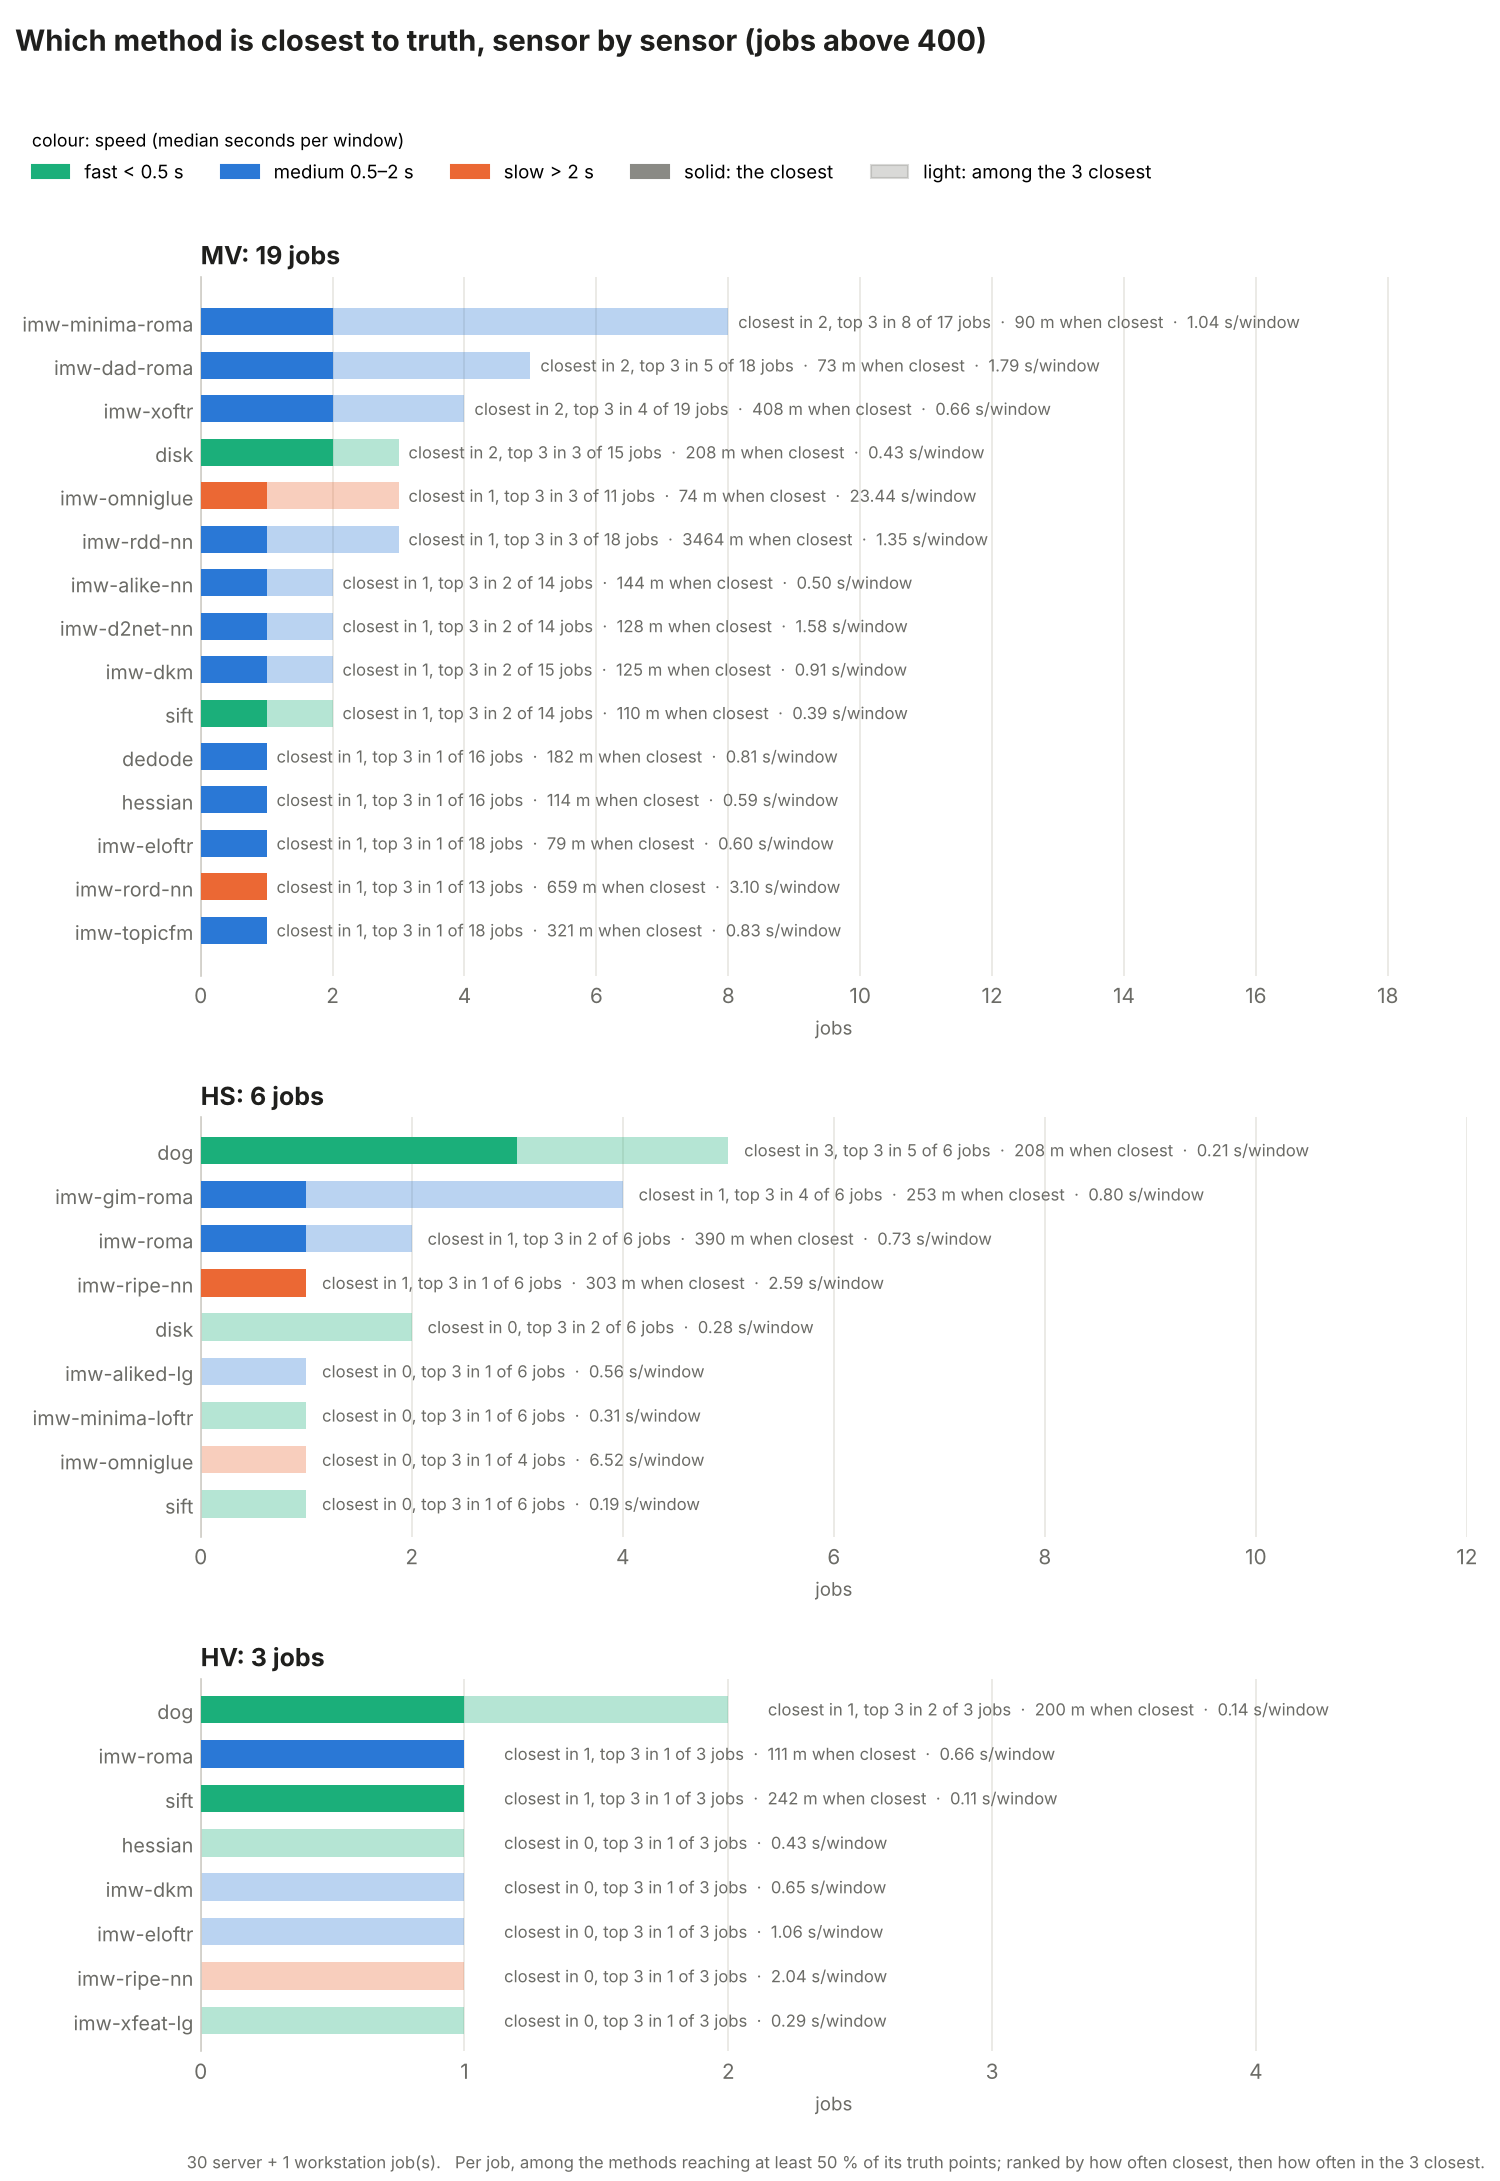 Which method is closest to truth, sensor by sensor (jobs above 400)
colour: speed (median seconds per window)
fast < 0.5 s   medium 0.5–2 s   slow > 2 s   solid: the closest   light: among the 3 closest
MV: 19 jobs
imw-minima-roma   closest in 2, top 3 in 8 of 17 jobs · 90 m when closest · 1.04 s/window
imw-dad-roma   closest in 2, top 3 in 5 of 18 jobs · 73 m when closest · 1.79 s/window
imw-xoftr   closest in 2, top 3 in 4 of 19 jobs · 408 m when closest · 0.66 s/window
disk   closest in 2, top 3 in 3 of 15 jobs · 208 m when closest · 0.43 s/window
imw-omniglue   closest in 1, top 3 in 3 of 11 jobs · 74 m when closest · 23.44 s/window
imw-rdd-nn   closest in 1, top 3 in 3 of 18 jobs · 3464 m when closest · 1.35 s/window
imw-alike-nn   closest in 1, top 3 in 2 of 14 jobs · 144 m when closest · 0.50 s/window
imw-d2net-nn   closest in 1, top 3 in 2 of 14 jobs · 128 m when closest · 1.58 s/window
imw-dkm   closest in 1, top 3 in 2 of 15 jobs · 125 m when closest · 0.91 s/window
sift   closest in 1, top 3 in 2 of 14 jobs · 110 m when closest · 0.39 s/window
dedode   closest in 1, top 3 in 1 of 16 jobs · 182 m when closest · 0.81 s/window
hessian   closest in 1, top 3 in 1 of 16 jobs · 114 m when closest · 0.59 s/window
imw-eloftr   closest in 1, top 3 in 1 of 18 jobs · 79 m when closest · 0.60 s/window
imw-rord-nn   closest in 1, top 3 in 1 of 13 jobs · 659 m when closest · 3.10 s/window
imw-topicfm   closest in 1, top 3 in 1 of 18 jobs · 321 m when closest · 0.83 s/window
0 2 4 6 8 10 12 14 16 18
jobs
HS: 6 jobs
dog   closest in 3, top 3 in 5 of 6 jobs · 208 m when closest · 0.21 s/window
imw-gim-roma   closest in 1, top 3 in 4 of 6 jobs · 253 m when closest · 0.80 s/window
imw-roma   closest in 1, top 3 in 2 of 6 jobs · 390 m when closest · 0.73 s/window
imw-ripe-nn   closest in 1, top 3 in 1 of 6 jobs · 303 m when closest · 2.59 s/window
disk   closest in 0, top 3 in 2 of 6 jobs · 0.28 s/window
imw-aliked-lg   closest in 0, top 3 in 1 of 6 jobs · 0.56 s/window
imw-minima-loftr   closest in 0, top 3 in 1 of 6 jobs · 0.31 s/window
imw-omniglue   closest in 0, top 3 in 1 of 4 jobs · 6.52 s/window
sift   closest in 0, top 3 in 1 of 6 jobs · 0.19 s/window
0 2 4 6 8 10 12
jobs
HV: 3 jobs
dog   closest in 1, top 3 in 2 of 3 jobs · 200 m when closest · 0.14 s/window
imw-roma   closest in 1, top 3 in 1 of 3 jobs · 111 m when closest · 0.66 s/window
sift   closest in 1, top 3 in 1 of 3 jobs · 242 m when closest · 0.11 s/window
hessian   closest in 0, top 3 in 1 of 3 jobs · 0.43 s/window
imw-dkm   closest in 0, top 3 in 1 of 3 jobs · 0.65 s/window
imw-eloftr   closest in 0, top 3 in 1 of 3 jobs · 1.06 s/window
imw-ripe-nn   closest in 0, top 3 in 1 of 3 jobs · 2.04 s/window
imw-xfeat-lg   closest in 0, top 3 in 1 of 3 jobs · 0.29 s/window
0 1 2 3 4
jobs
30 server + 1 workstation job(s).   Per job, among the methods reaching at least 50 % of its truth points; ranked by how often closest, then how often in the 3 closest.